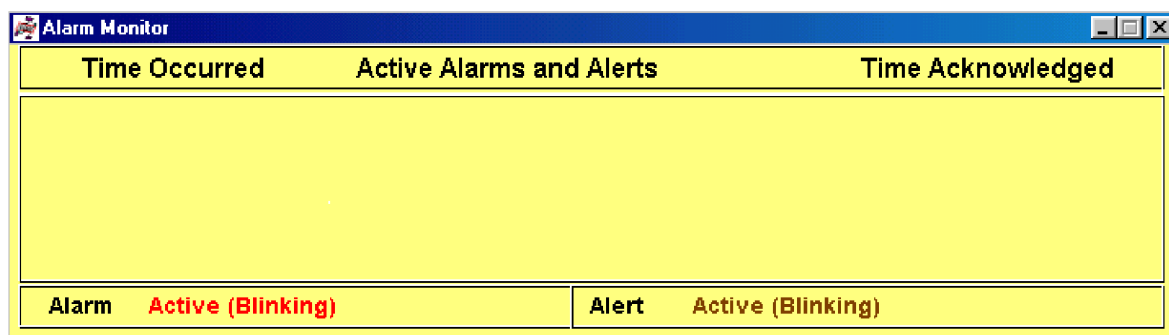 Alarm Monitor
Time Occurred Active Alarms and Alerts Time Acknowledged
Alarm Active (Blinking) Alert Active (Blinking)